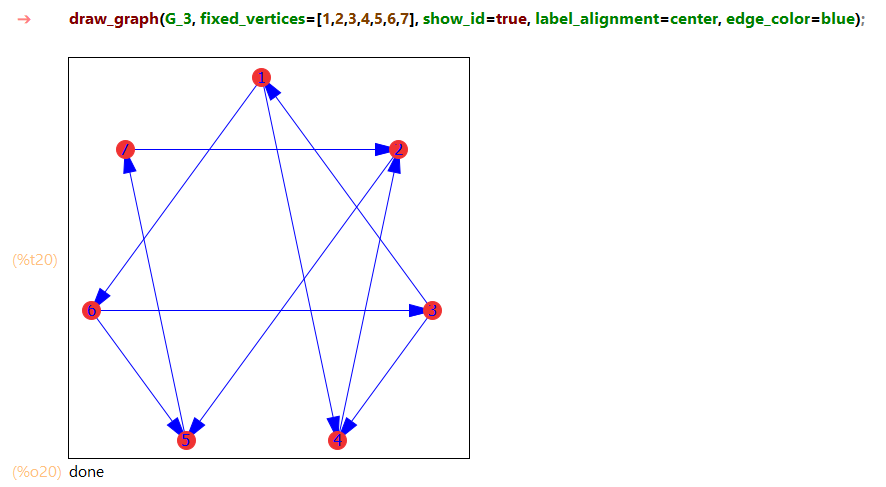 → draw_graph(G_3, fixed_vertices=[1,2,3,4,5,6,7], show_id=true, label_alignment=center, edge_color=blue);
1
7 2
(%t20)
6 3
5 4
(%o20) done